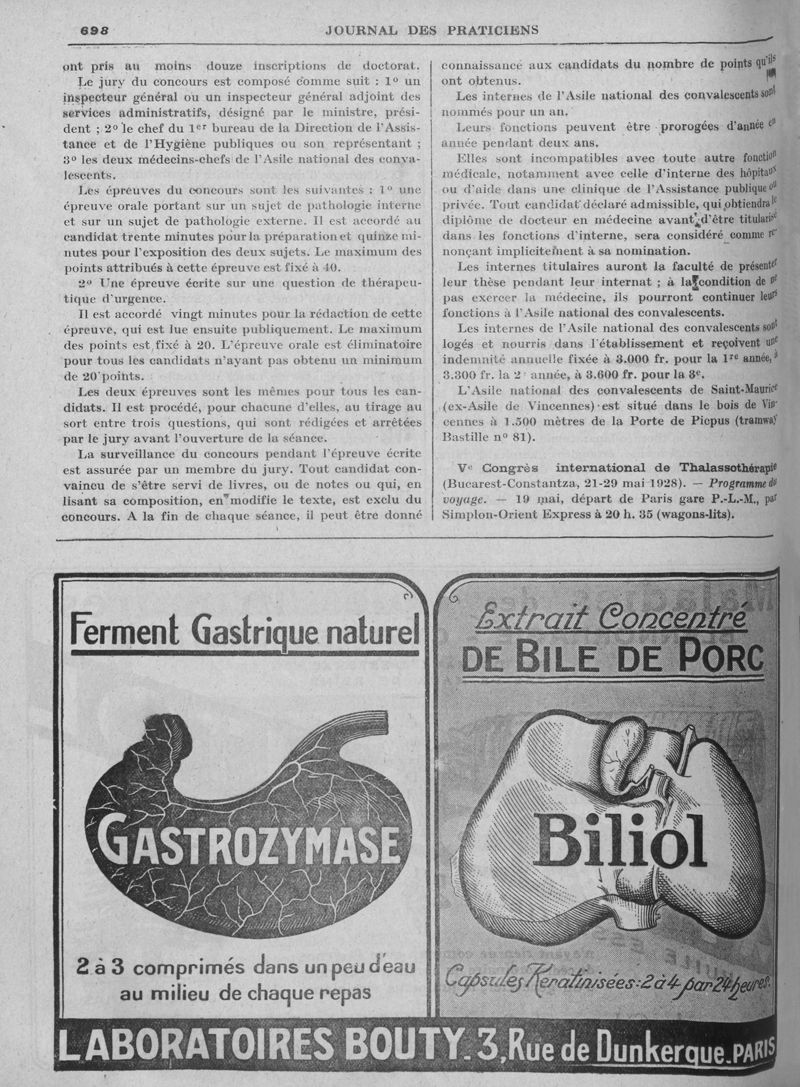 698
JOURNAL DES PRATICIENS
ont pris au moins douze inscriptions de doctorat.
Le jury du concours est composé comme suit : 1º un
inspecteur général ou un inspecteur général adjoint des
services administratifs, désigné par le ministre, prési-
dent ; 2º le chef du 1er bureau de la Direction de l'Assis-
tance et de l'Hygiène publiques ou son représentant ;
3º les deux médecins-chefs de l'Asile national des conva-
lescents.
Les épreuves du concours sont les suivantes : 1º une
épreuve orale portant sur un sujet de pathologie interne
et sur un sujet de pathologie externe. Il est accordé au
candidat trente minutes pour la préparation et quinze mi-
nutes pour l'exposition des deux sujets. Le maximum des
points attribués à cette épreuve est fixé à 40.
2º Une épreuve écrite sur une question de thérapeu-
tique d'urgence.
Il est accordé vingt minutes pour la rédaction de cette
épreuve, qui est lue ensuite publiquement. Le maximum
des points est fixé à 20. L'épreuve orale est éliminatoire
pour tous les candidats n'ayant pas obtenu un minimum
de 20 points.
Les deux épreuves sont les mêmes pour tous les can-
didats. Il est procédé, pour chacune d'elles, au tirage au
sort entre trois questions, qui sont rédigées et arrêtées
par le jury avant l'ouverture de la séance.
La surveillance du concours pendant l'épreuve écrite
est assurée par un membre du jury. Tout candidat con-
vaincu de s'être servi de livres, ou de notes ou qui, en
lisant sa composition, en modifie le texte, est exclu du
concours. A la fin de chaque séance, il peut être donné
connaissance aux candidats du nombre de points qu'ils
ont obtenus.
Les internes de l'Asile national des convalescents sont
nommés pour un an.
Leurs fonctions peuvent être prorogées d'année en
année pendant deux ans.
Elles sont incompatibles avec toute autre fonction
médicale, notamment avec celle d'interne des hôpitaux
ou d'aide dans une clinique de l'Assistance publique ou
privée. Tout candidat déclaré admissible, qui obtiendra le
diplôme de docteur en médecine avant d'être titularisé
dans les fonctions d'interne, sera considéré comme re-
nonçant implicitement à sa nomination.
Les internes titulaires auront la faculté de présenter
leur thèse pendant leur internat ; à la condition de ne
pas exercer la médecine, ils pourront continuer leurs
fonctions à l'Asile national des convalescents.
Les internes de l'Asile national des convalescents sont
logés et nourris dans l'établissement et reçoivent une
indemnité annuelle fixée à 3.000 fr. pour la 1re année, à
3.300 fr. la 2e année, à 3.600 fr. pour la 3e.
L'Asile national des convalescents de Saint-Maurice
(ex-Asile de Vincennes) est situé dans le bois de Vin-
cennes à 1.500 mètres de la Porte de Picpus (tramway
Bastille nº 81).
Ve Congrès international de Thalassothérapie
(Bucarest-Constantza, 21-29 mai 1928). — Programme du
voyage. — 19 mai, départ de Paris gare P.-L.-M., par
Simplon-Orient Express à 20 h. 35 (wagons-lits).
Ferment Gastrique naturel
GASTROZYMASE
2 à 3 comprimés dans un peu d'eau
au milieu de chaque repas
Extrait Concentré
DE BILE DE PORC
Biliol
Capsules Kératinisées: 2 à 4 par 24 heures.
LABORATOIRES BOUTY. 3, Rue de Dunkerque. PARIS